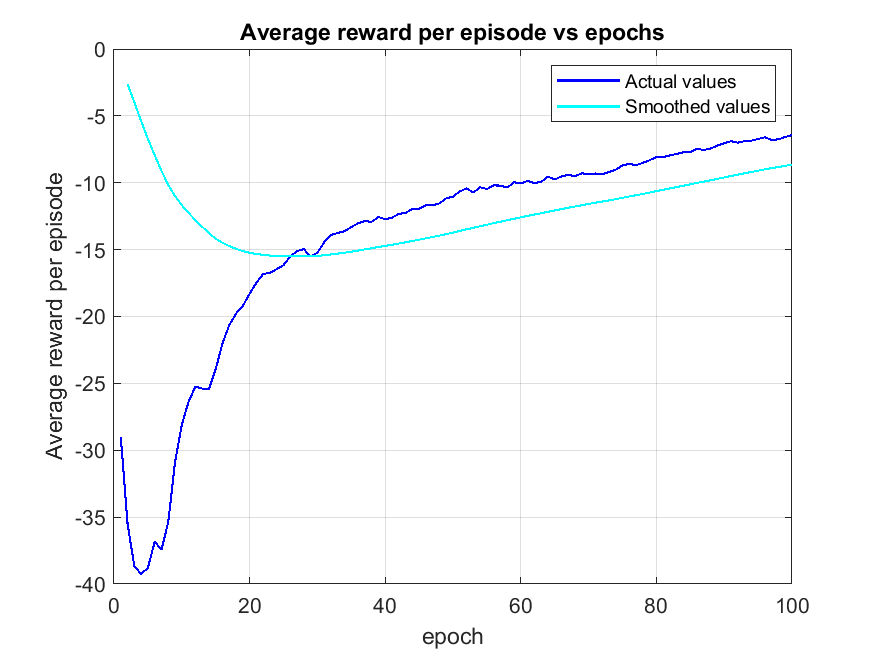 Average reward per episode vs epochs
Actual values
Smoothed values
Average reward per episode
0
-5
-10
-15
-20
-25
-30
-35
-40
0 20 40 60 80 100
epoch